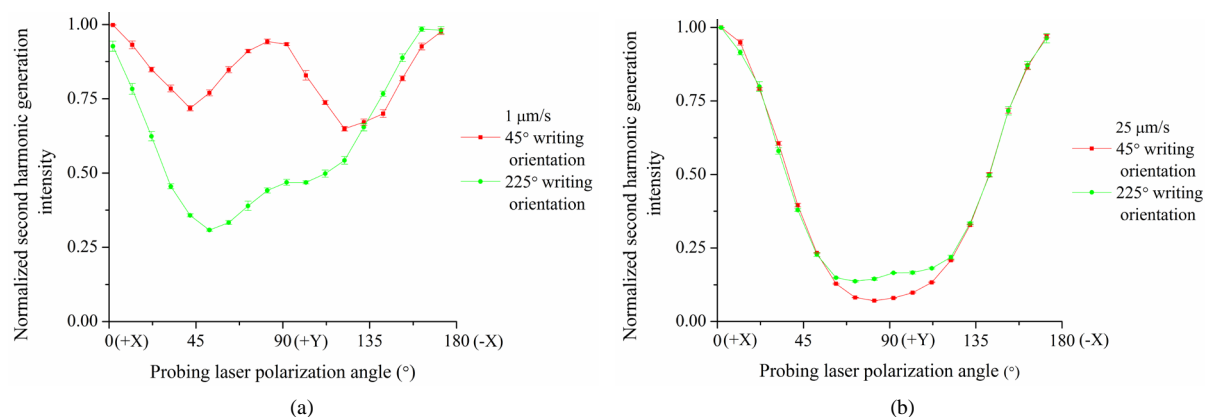 Normalized second harmonic generation
intensity
1.00
0.75
0.50
0.25
0.00
0(+X)
45
90(+Y)
135
180(-X)
Probing laser polarization angle (°)
1 μm/s
45° writing
orientation
225° writing
orientation
(a)
Normalized second harmonic generation
intensity
1.00
0.75
0.50
0.25
0.00
0(+X)
45
90(+Y)
135
180 (-X)
Probing laser polarization angle (°)
25 μm/s
45° writing
orientation
225° writing
orientation
(b)